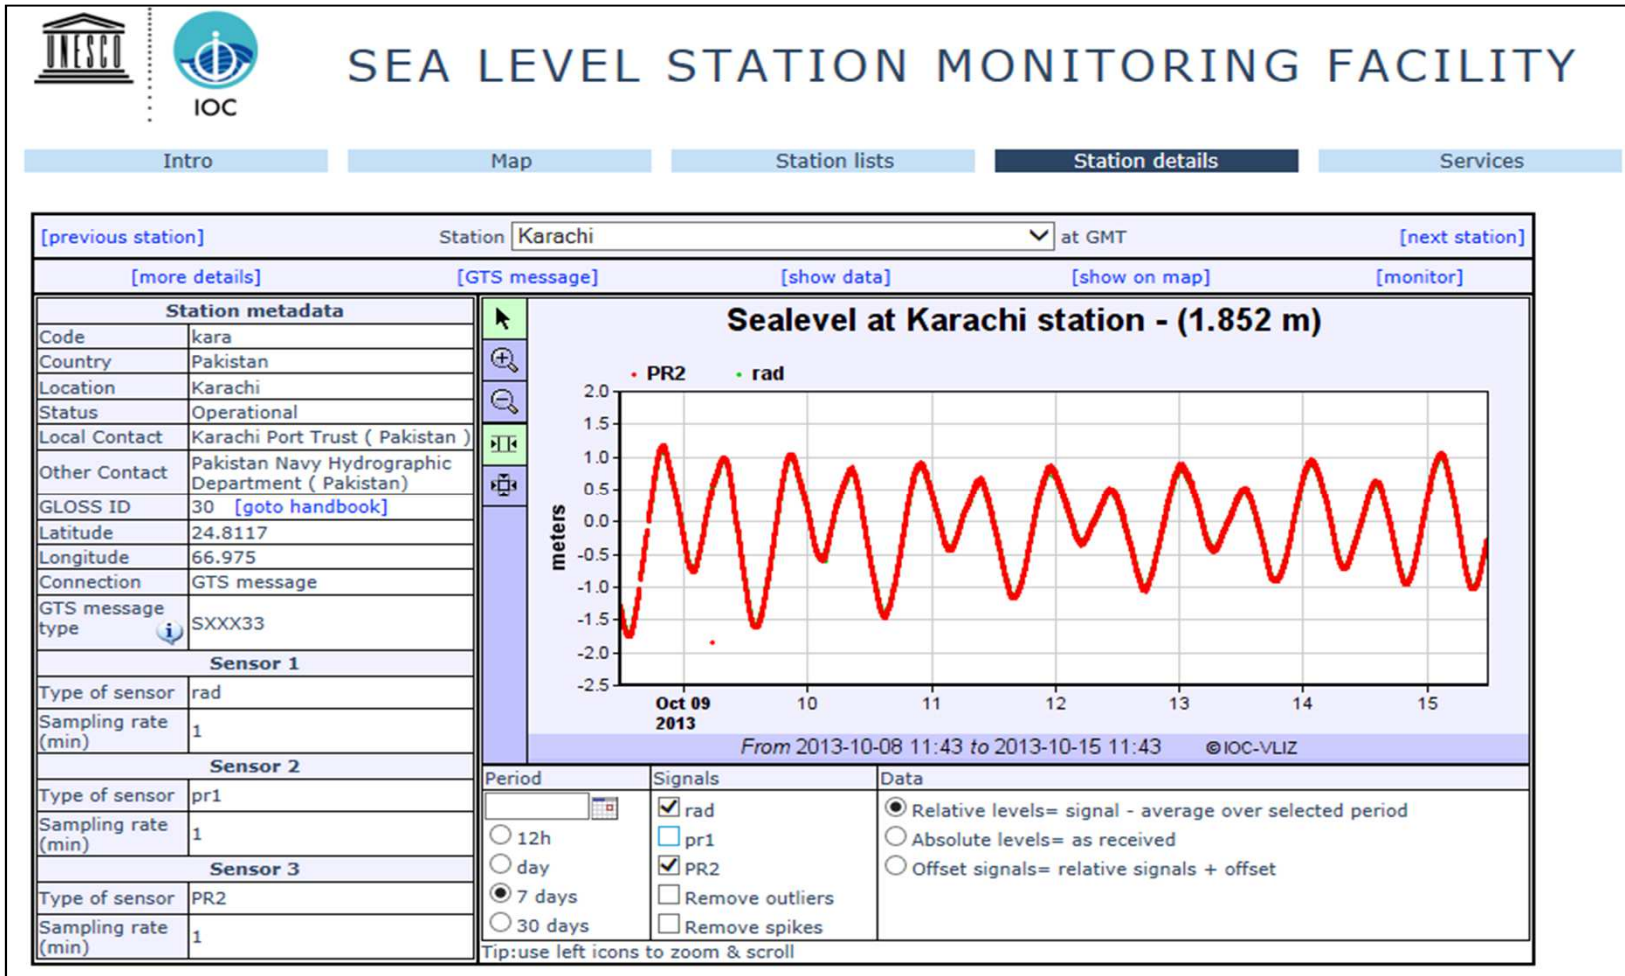 UNESCO
IOC
SEA LEVEL STATION MONITORING FACILITY
Intro Map Station lists Station details Services
[previous station] Station Karachi at GMT [next station]
[more details] [GTS message] [show data] [show on map] [monitor]
Station metadata
Code kara
Country Pakistan
Location Karachi
Status Operational
Local Contact Karachi Port Trust ( Pakistan )
Other Contact Pakistan Navy Hydrographic
Department ( Pakistan)
GLOSS ID 30 [goto handbook]
Latitude 24.8117
Longitude 66.975
Connection GTS message
GTS message
type i SXXX33
Sensor 1
Type of sensor rad
Sampling rate
(min) 1
Sensor 2
Type of sensor pr1
Sampling rate
(min) 1
Sensor 3
Type of sensor PR2
Sampling rate
(min) 1
Sealevel at Karachi station - (1.852 m)
PR2 rad
meters
2.0
1.5
1.0
0.5
0.0
-0.5
-1.0
-1.5
-2.0
-2.5
Oct 09 10 11 12 13 14 15
2013
From 2013-10-08 11:43 to 2013-10-15 11:43 ©IOC-VLIZ
Period Signals Data
rad Relative levels= signal - average over selected period
12h pr1 Absolute levels= as received
day PR2 Offset signals= relative signals + offset
7 days Remove outliers
30 days Remove spikes
Tip:use left icons to zoom & scroll